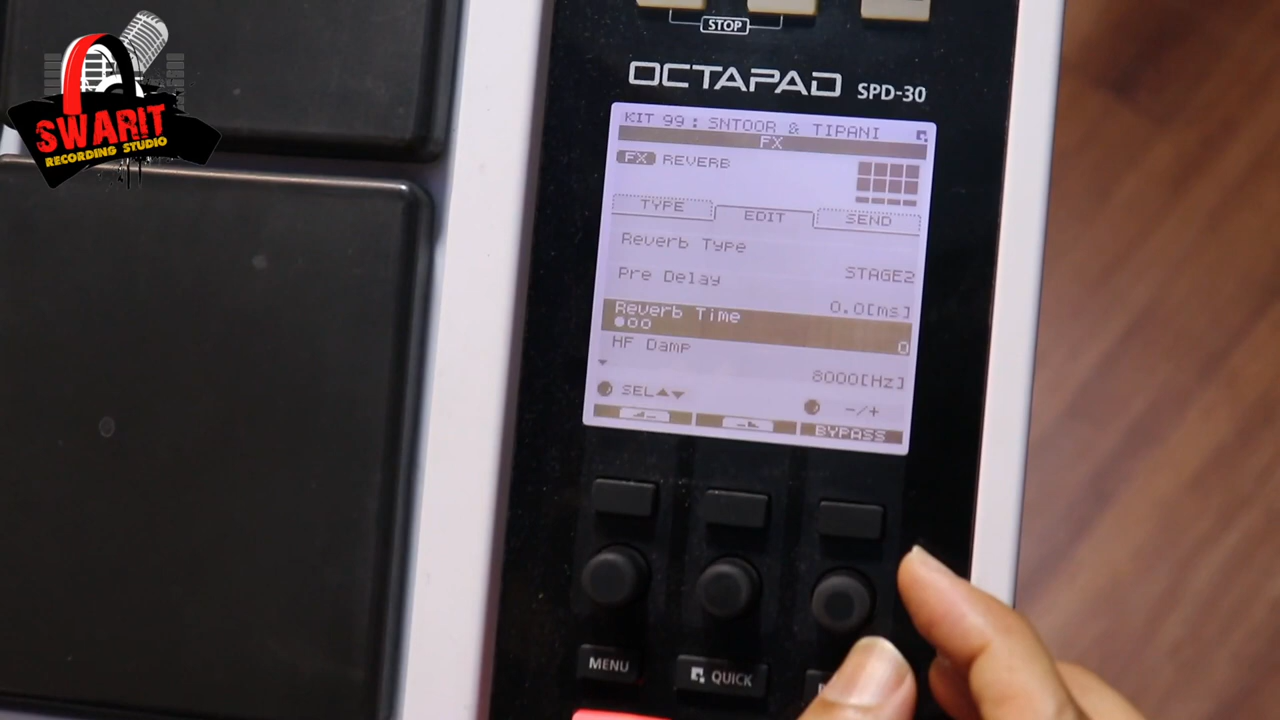 SWARIT
RECORDING STUDIO
STOP
OCTAPAD SPD-30
KIT 99: SNTOOR & TIPANI
FX
FX REVERB
TYPE EDIT SEND
Reverb Type
STAGE2
Pre Delay
0.0[ms]
Reverb Time
0
HF Damp
8000[Hz]
SEL▲▼ -/+
BYPASS
MENU
QUICK